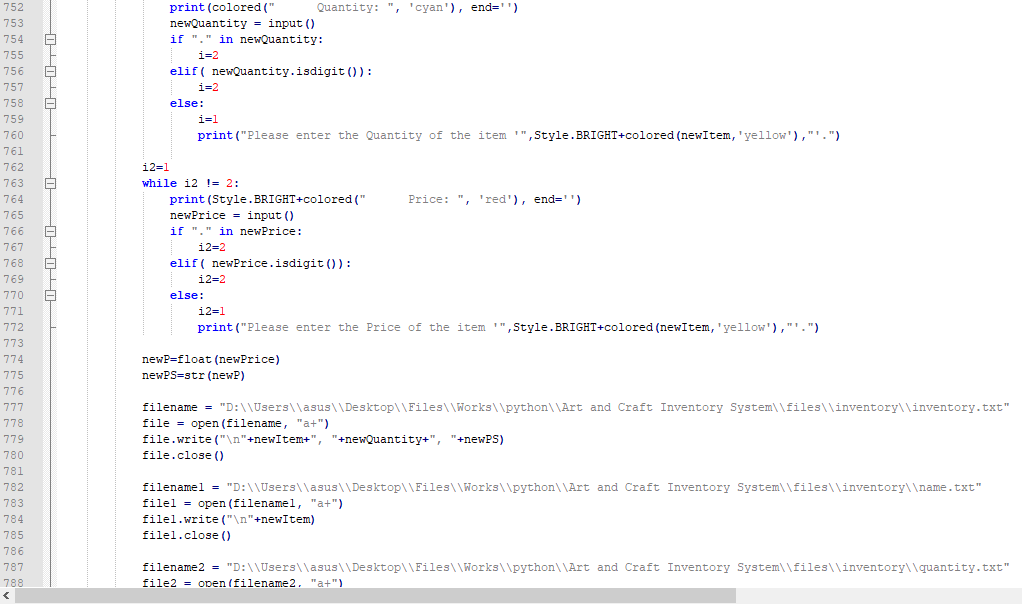 752 print(colored("      Quantity: ", 'cyan'), end='')
753 newQuantity = input()
754 if "." in newQuantity:
755 i=2
756 elif( newQuantity.isdigit()):
757 i=2
758 else:
759 i=1
760 print("Please enter the Quantity of the item '",Style.BRIGHT+colored(newItem,'yellow'),"'.")
761
762 i2=1
763 while i2 != 2:
764 print(Style.BRIGHT+colored("      Price: ", 'red'), end='')
765 newPrice = input()
766 if "." in newPrice:
767 i2=2
768 elif( newPrice.isdigit()):
769 i2=2
770 else:
771 i2=1
772 print("Please enter the Price of the item '",Style.BRIGHT+colored(newItem,'yellow'),"'.")
773
774 newP=float(newPrice)
775 newPS=str(newP)
776
777 filename = "D:\\Users\\asus\\Desktop\\Files\\Works\\python\\Art and Craft Inventory System\\files\\inventory\\inventory.txt"
778 file = open(filename, "a+")
779 file.write("\n"+newItem+", "+newQuantity+", "+newPS)
780 file.close()
781
782 filename1 = "D:\\Users\\asus\\Desktop\\Files\\Works\\python\\Art and Craft Inventory System\\files\\inventory\\name.txt"
783 file1 = open(filename1, "a+")
784 file1.write("\n"+newItem)
785 file1.close()
786
787 filename2 = "D:\\Users\\asus\\Desktop\\Files\\Works\\python\\Art and Craft Inventory System\\files\\inventory\\quantity.txt"
788 file2 = open(filename2, "a+")